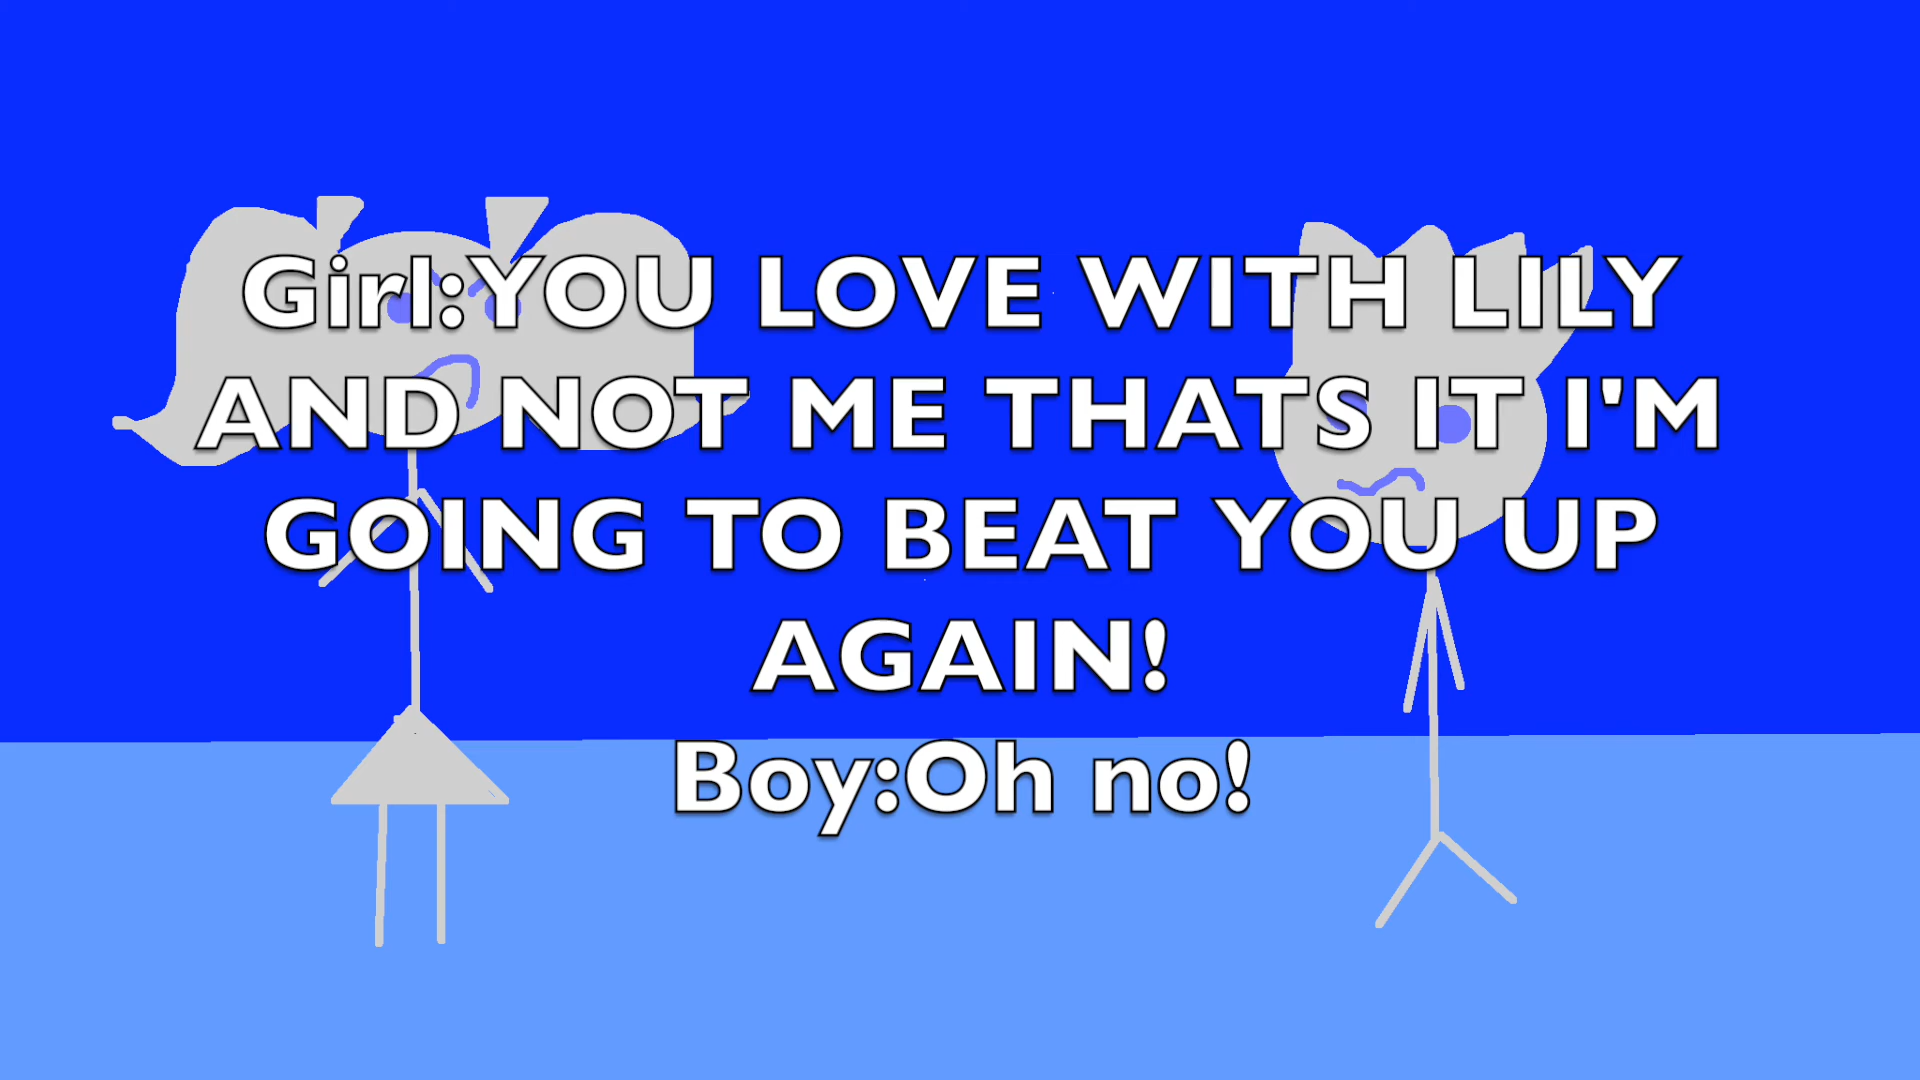 Girl:YOU LOVE WITH LILY
AND NOT ME THATS IT I'M
GOING TO BEAT YOU UP
AGAIN!
Boy:Oh no!